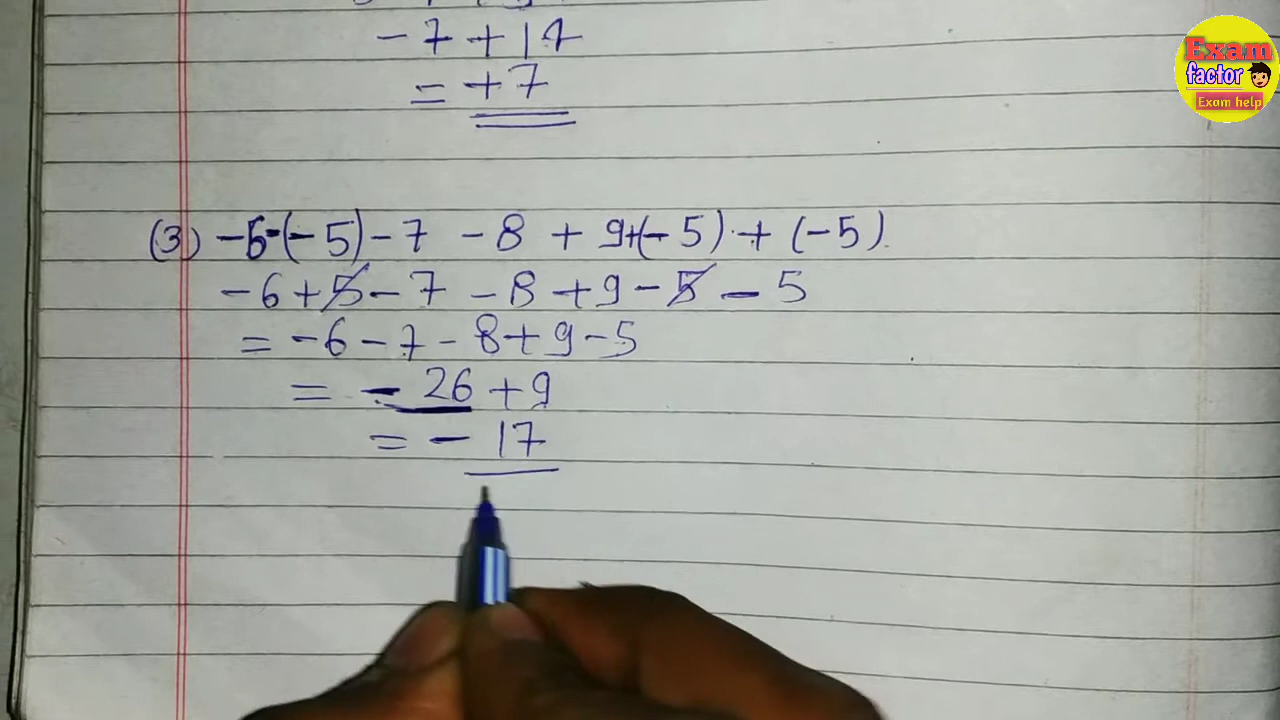 - 7 + 14
= + 7
Exam
factor
Exam help
(3) -6-(-5)-7 -8 + 9+(-5) + (-5)
-6+5-7 -8+9-5 - 5
= -6-7-8+9-5
= - 26 +9
= - 17